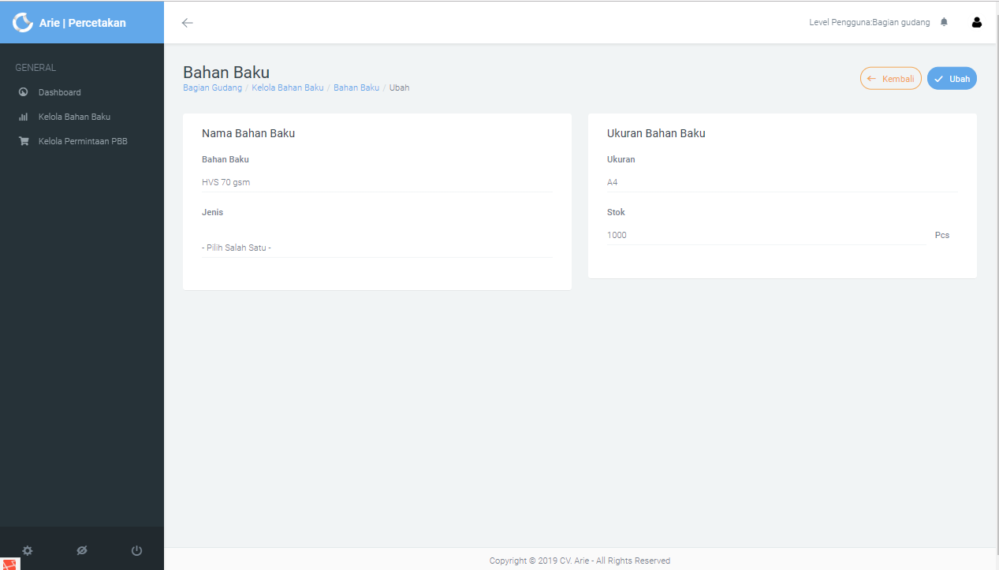 Arie | Percetakan
Level Pengguna:Bagian gudang
GENERAL
Dashboard
Kelola Bahan Baku
Kelola Permintaan PBB
Bahan Baku
Bagian Gudang / Kelola Bahan Baku / Bahan Baku / Ubah
Kembali
Ubah
Nama Bahan Baku
Bahan Baku
HVS 70 gsm
Jenis
- Pilih Salah Satu -
Ukuran Bahan Baku
Ukuran
A4
Stok
1000 Pcs
Copyright © 2019 CV. Arie - All Rights Reserved